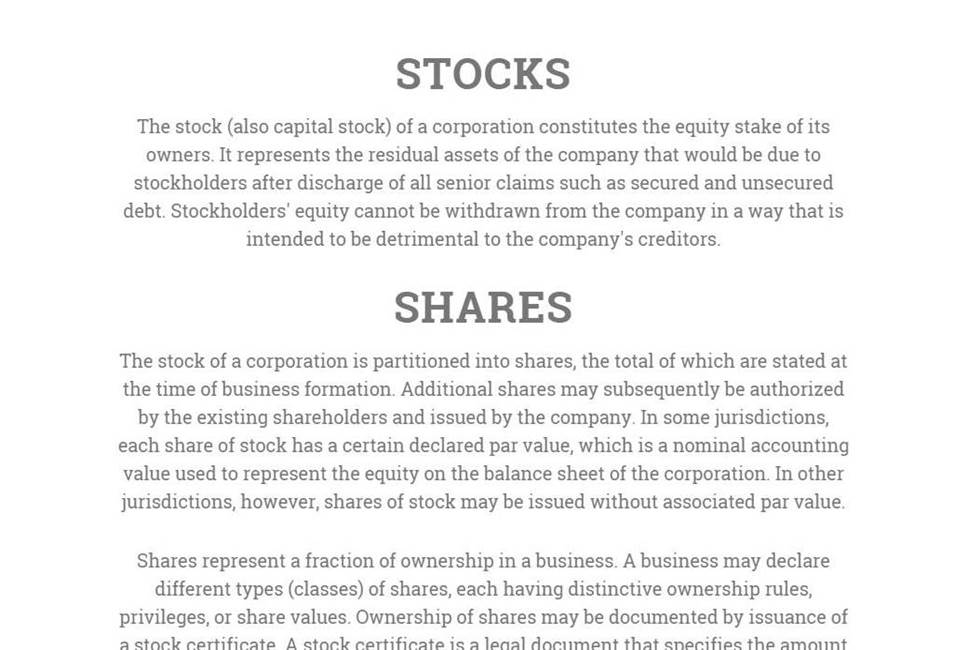 STOCKS
The stock (also capital stock) of a corporation constitutes the equity stake of its
owners. It represents the residual assets of the company that would be due to
stockholders after discharge of all senior claims such as secured and unsecured
debt. Stockholders' equity cannot be withdrawn from the company in a way that is
intended to be detrimental to the company's creditors.
SHARES
The stock of a corporation is partitioned into shares, the total of which are stated at
the time of business formation. Additional shares may subsequently be authorized
by the existing shareholders and issued by the company. In some jurisdictions,
each share of stock has a certain declared par value, which is a nominal accounting
value used to represent the equity on the balance sheet of the corporation. In other
jurisdictions, however, shares of stock may be issued without associated par value.
Shares represent a fraction of ownership in a business. A business may declare
different types (classes) of shares, each having distinctive ownership rules,
privileges, or share values. Ownership of shares may be documented by issuance of
a stock certificate. A stock certificate is a legal document that specifies the amount